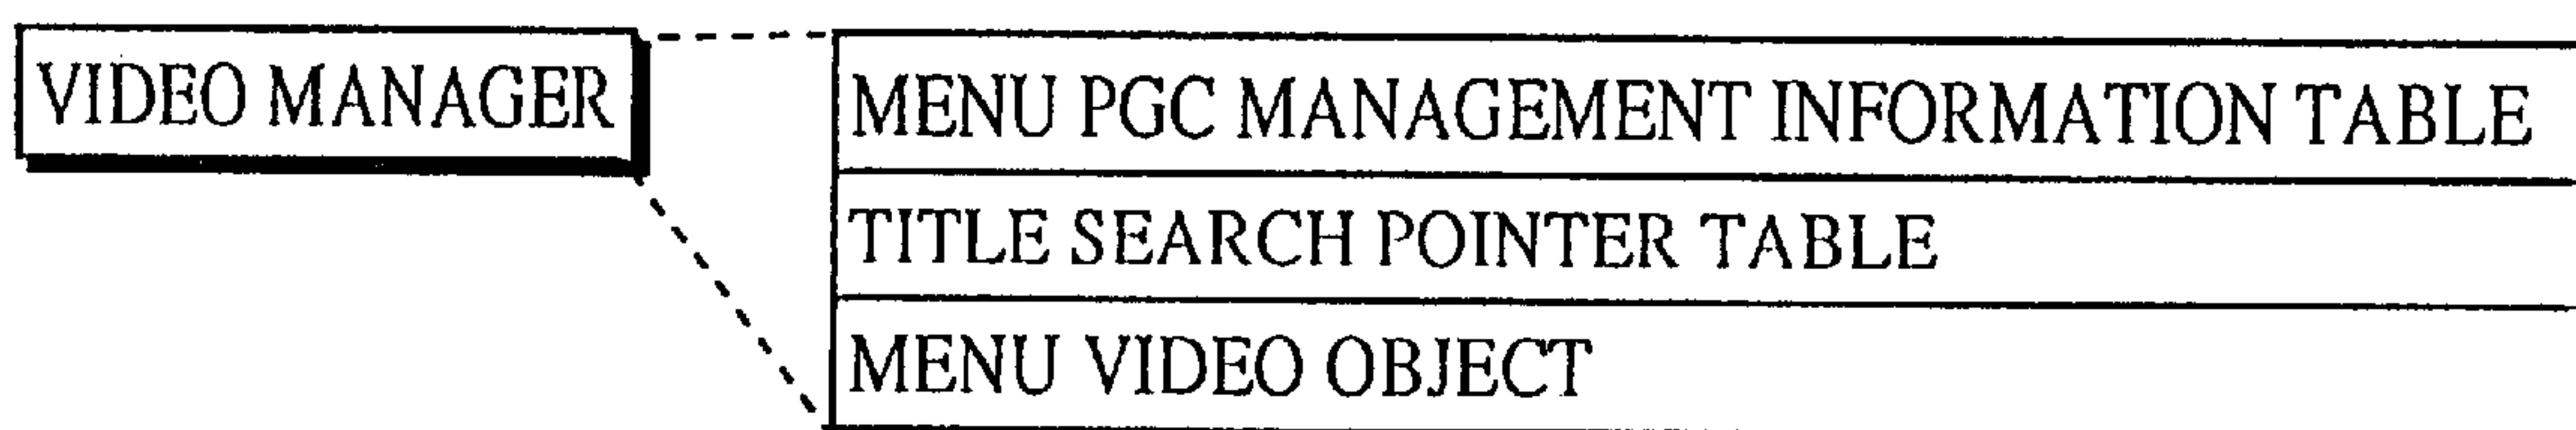 VIDEO MANAGER
MENU PGC MANAGEMENT INFORMATION TABLE
TITLE SEARCH POINTER TABLE
MENU VIDEO OBJECT